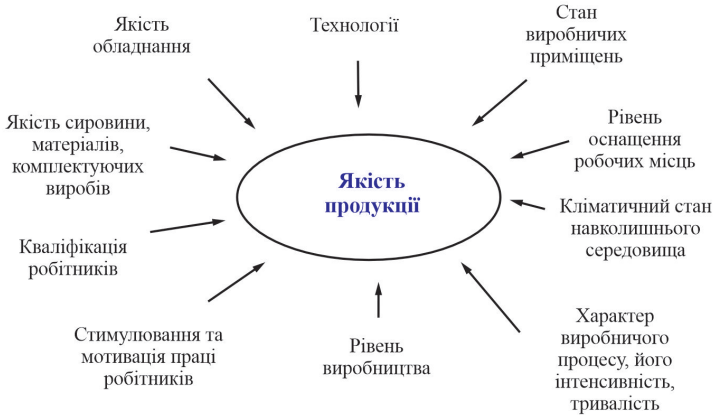 Якість
обладнання
Технології
Стан
виробничих
приміщень
Якість сировини,
матеріалів,
комплектуючих
виробів
Рівень
оснащення
робочих місць
Якість
продукції
Кліматичний стан
навколишнього
середовища
Кваліфікація
робітників
Стимулювання та
мотивація праці
робітників
Рівень
виробництва
Характер
виробничого
процесу, його
інтенсивність,
тривалість